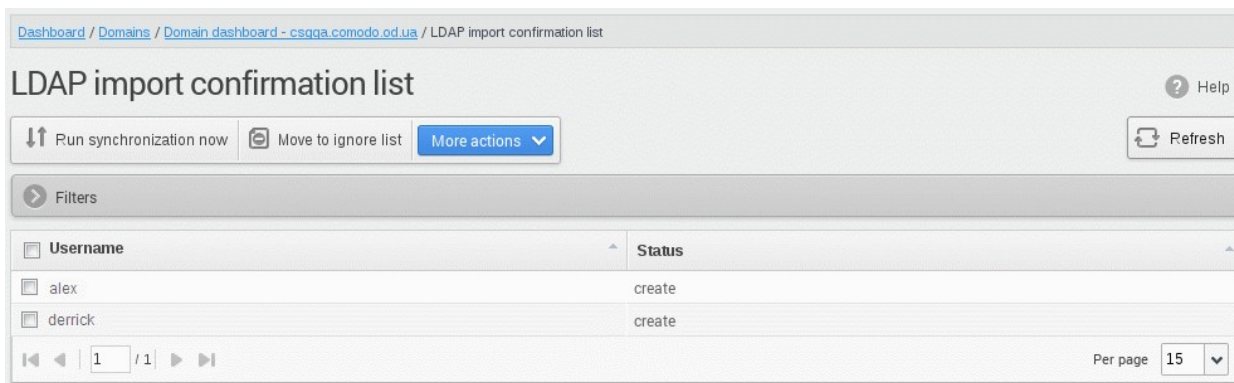 Dashboard / Domains / Domain dashboard - csgqa.comodo.od.ua / LDAP import confirmation list
LDAP import confirmation list
Help
Run synchronization now Move to ignore list More actions
Refresh
Filters
Username Status
alex create
derrick create
1 / 1 Per page 15